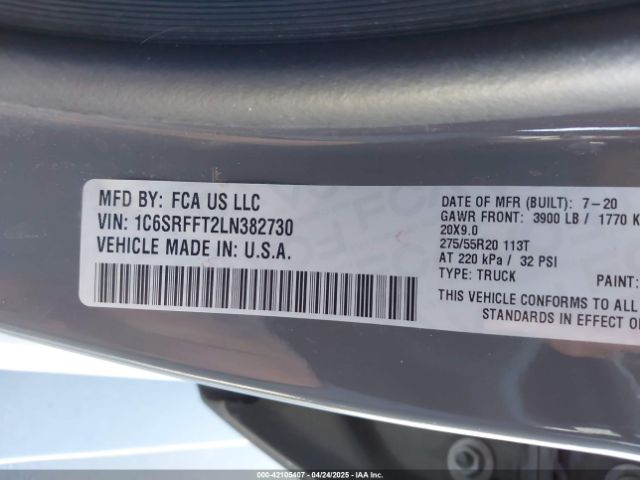 MFD BY: FCA US LLC
VIN: 1C6SRFFT2LN382730
VEHICLE MADE IN: U.S.A.
DATE OF MFR (BUILT): 7-20
GAWR FRONT: 3900 LB / 1770 K
20X9.0
275/55R20 113T
AT 220 kPa / 32 PSI
TYPE: TRUCK PAINT:
THIS VEHICLE CONFORMS TO ALL
STANDARDS IN EFFECT O
000-42105407 - 04/24/2025 - IAA Inc.